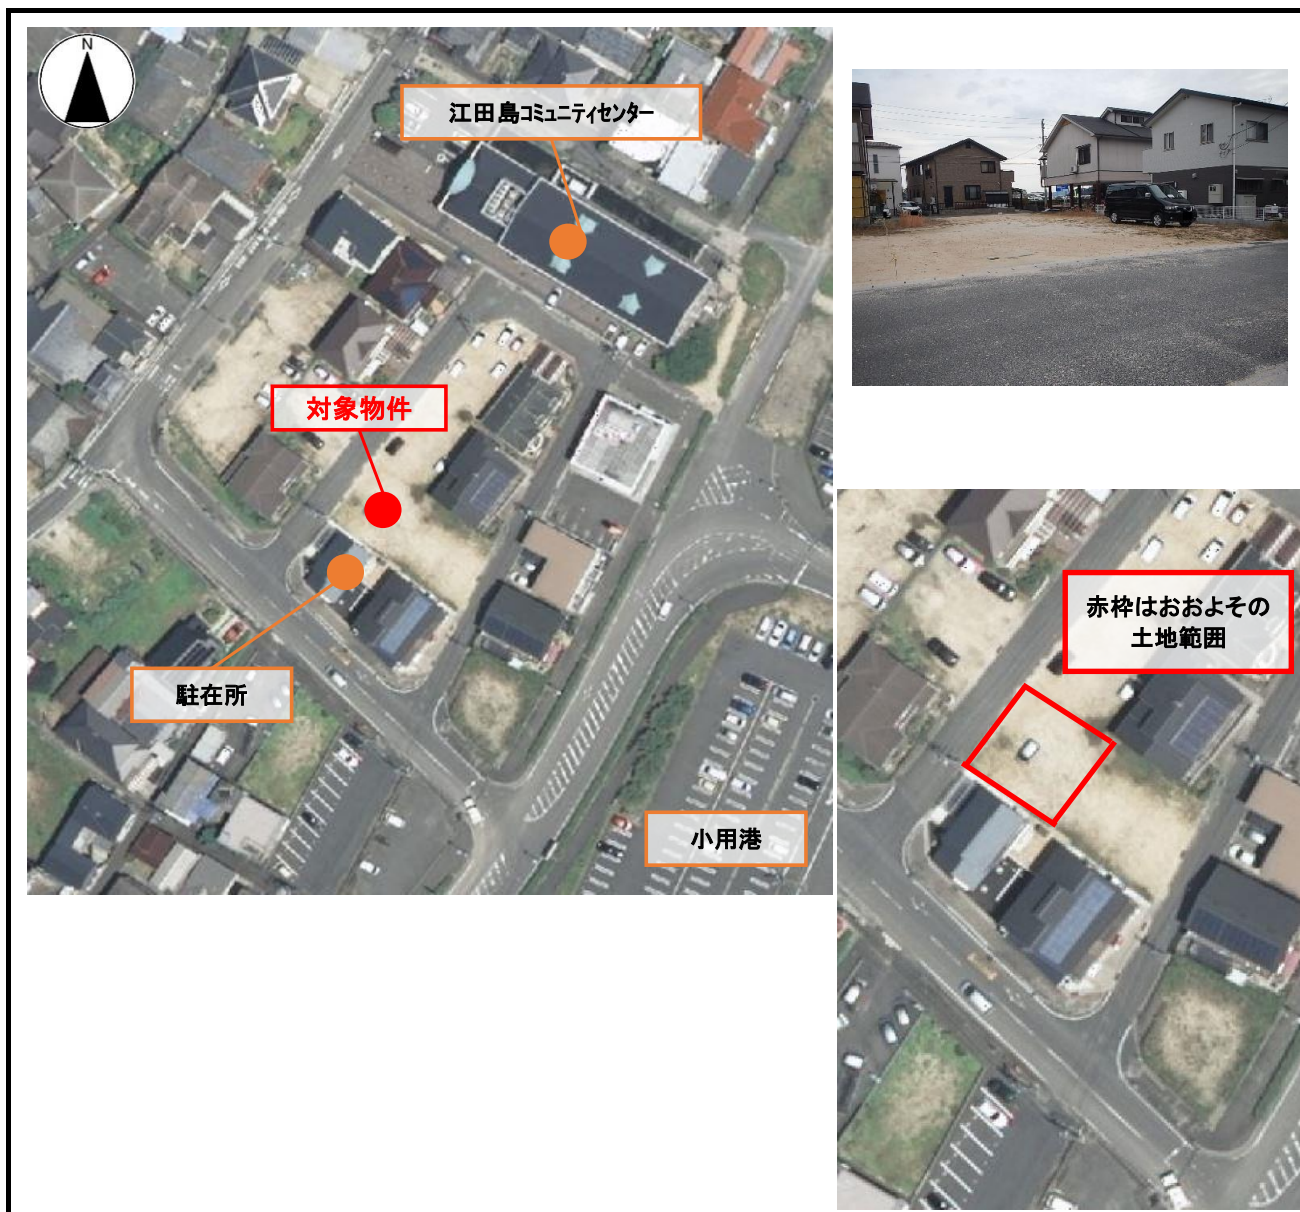 N
江田島コミュニティセンター
対象物件
駐在所
小用港
赤枠はおおよその
土地範囲